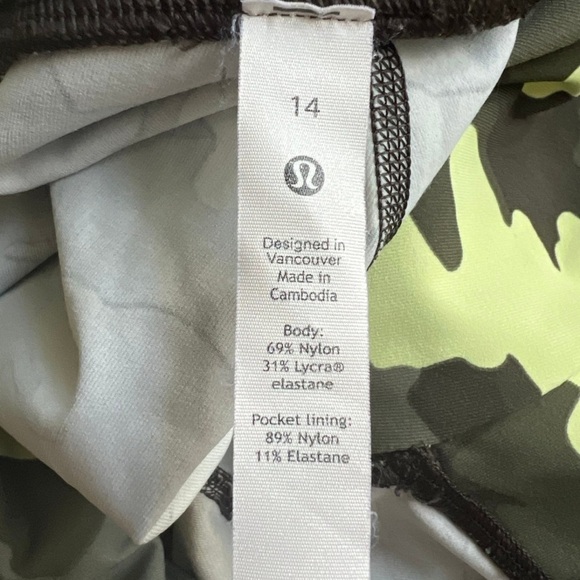 14
Designed in
Vancouver
Made in
Cambodia
Body:
69% Nylon
31% Lycra®
elastane
Pocket lining:
89% Nylon
11% Elastane